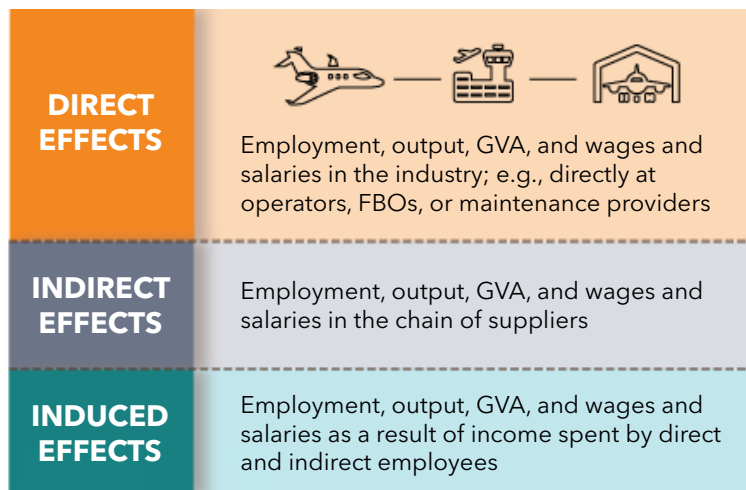 DIRECT
EFFECTS
Employment, output, GVA, and wages and
salaries in the industry; e.g., directly at
operators, FBOs, or maintenance providers
INDIRECT
EFFECTS
Employment, output, GVA, and wages and
salaries in the chain of suppliers
INDUCED
EFFECTS
Employment, output, GVA, and wages and
salaries as a result of income spent by direct
and indirect employees